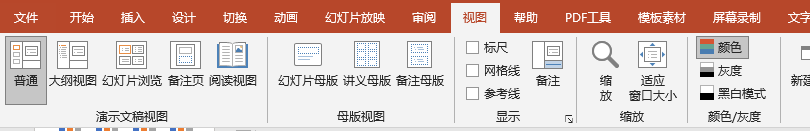 文件 开始 插入 设计 切换 动画 幻灯片放映 审阅 视图 帮助 PDF工具 模板素材 屏幕录制 文字
普通 大纲视图 幻灯片浏览 备注页 阅读视图
演示文稿视图
幻灯片母版 讲义母版 备注母版
母版视图
标尺
网格线
参考线
备注
显示
缩放
适应
窗口大小
缩放
颜色
灰度
黑白模式
颜色/灰度
新建